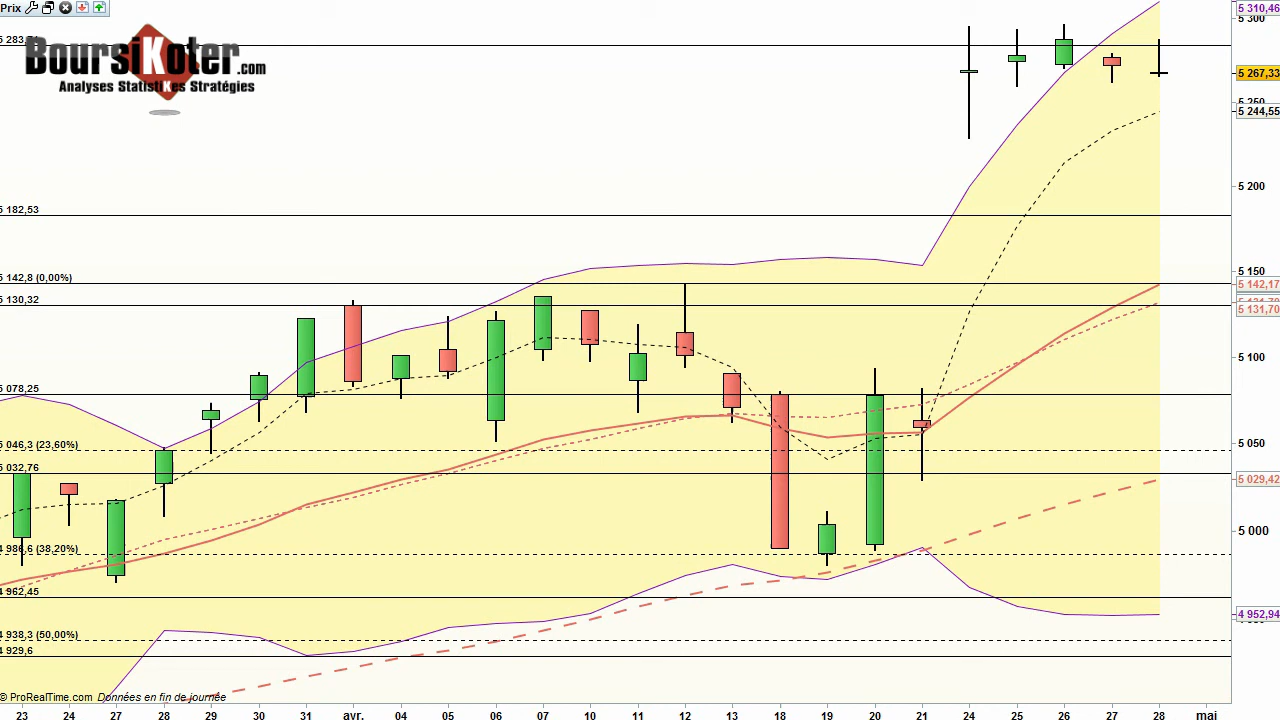 Prix
BoursiKoter.com
Analyses StatistiKes Stratégies
5 182,53
5 142,8 (0,00%)
5 130,32
5 078,25
5 046,3 (23,60%)
5 032,76
4 986,6 (38,20%)
4 962,45
4 938,3 (50,00%)
4 929,6
© ProRealTime.com Données en fin de journée
5 310,46
5 300
5 267,33
5 250
5 244,55
5 200
5 150
5 142,17
5 131,70
5 100
5 050
5 029,42
5 000
4 952,94
23 24 27 28 29 30 31 avr. 04 05 06 07 10 11 12 13 18 19 20 21 24 25 26 27 28 mai